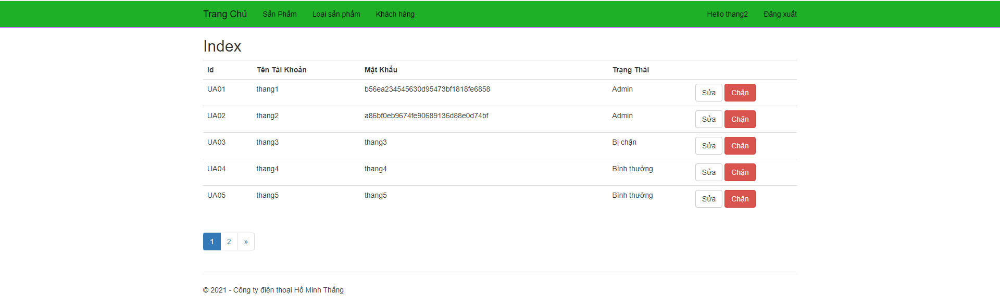 Trang Chủ Sản Phẩm Loại sản phẩm Khách hàng Hello thang2 Đăng xuất
Index
Id Tên Tài Khoản Mật Khẩu Trạng Thái
UA01 thang1 b56ea234545630d95473bf1818fe6858 Admin Sửa Chặn
UA02 thang2 a86bf0eb9674fe90689136d88e0d74bf Admin Sửa Chặn
UA03 thang3 thang3 Bị chặn Sửa Chặn
UA04 thang4 thang4 Bình thường Sửa Chặn
UA05 thang5 thang5 Bình thường Sửa Chặn
1 2 »
© 2021 - Công ty điện thoại Hồ Minh Thắng